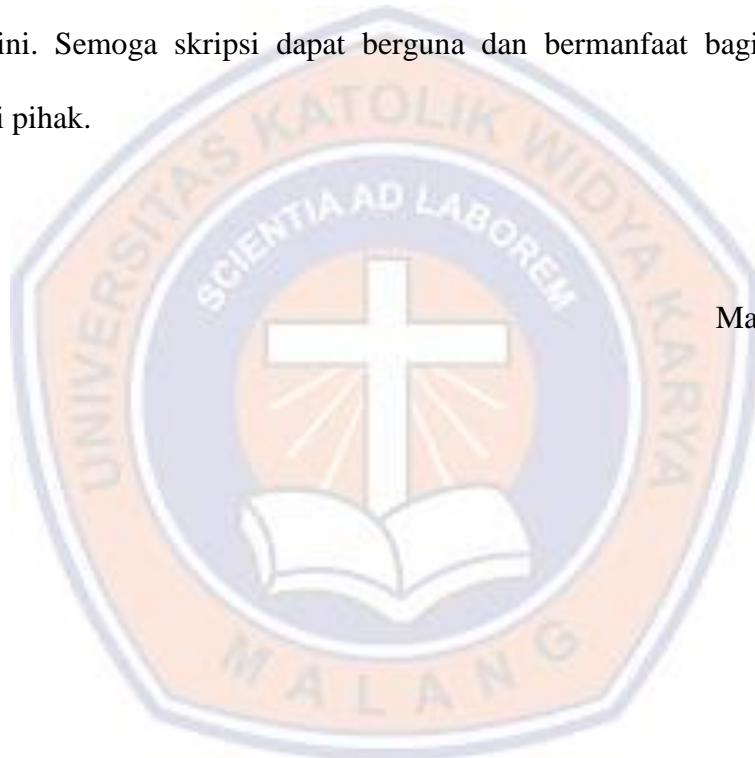 ini. Semoga skripsi dapat berguna dan bermanfaat bagi
i pihak.
UNIVERSITAS KATOLIK WIDYA KARYA
SCIENTIA AD LABOREM
Ma
MALANG